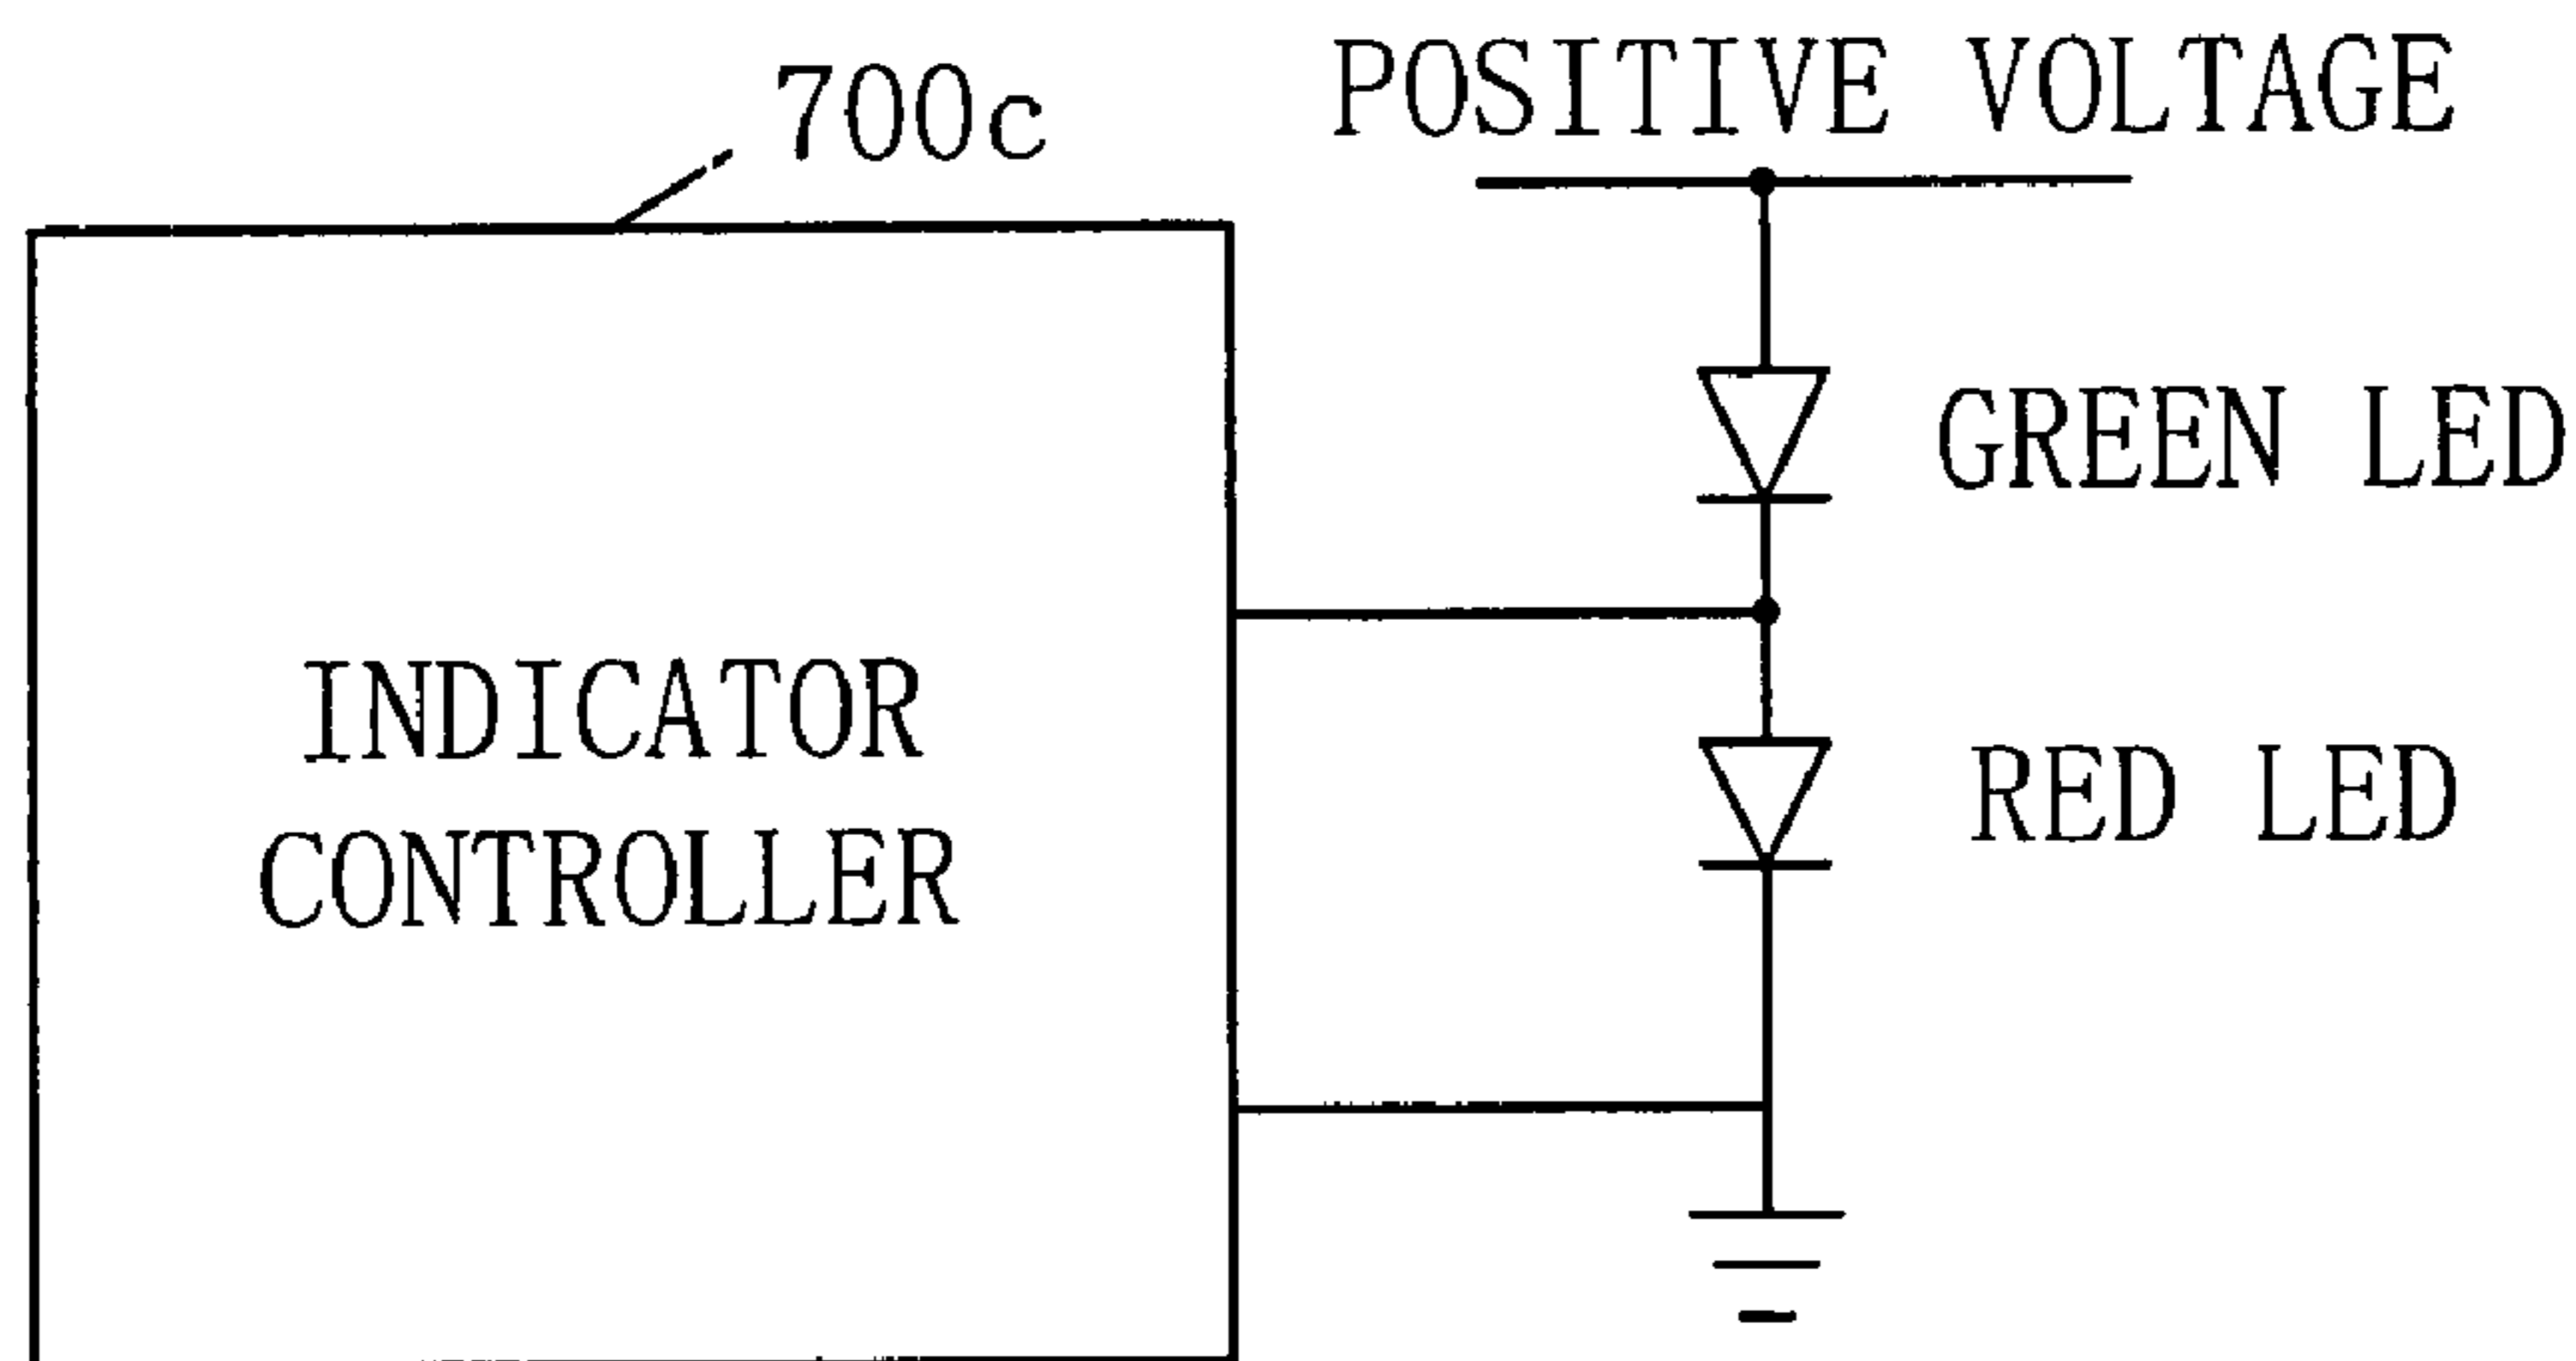 700c
POSITIVE VOLTAGE
GREEN LED
INDICATOR
CONTROLLER
RED LED